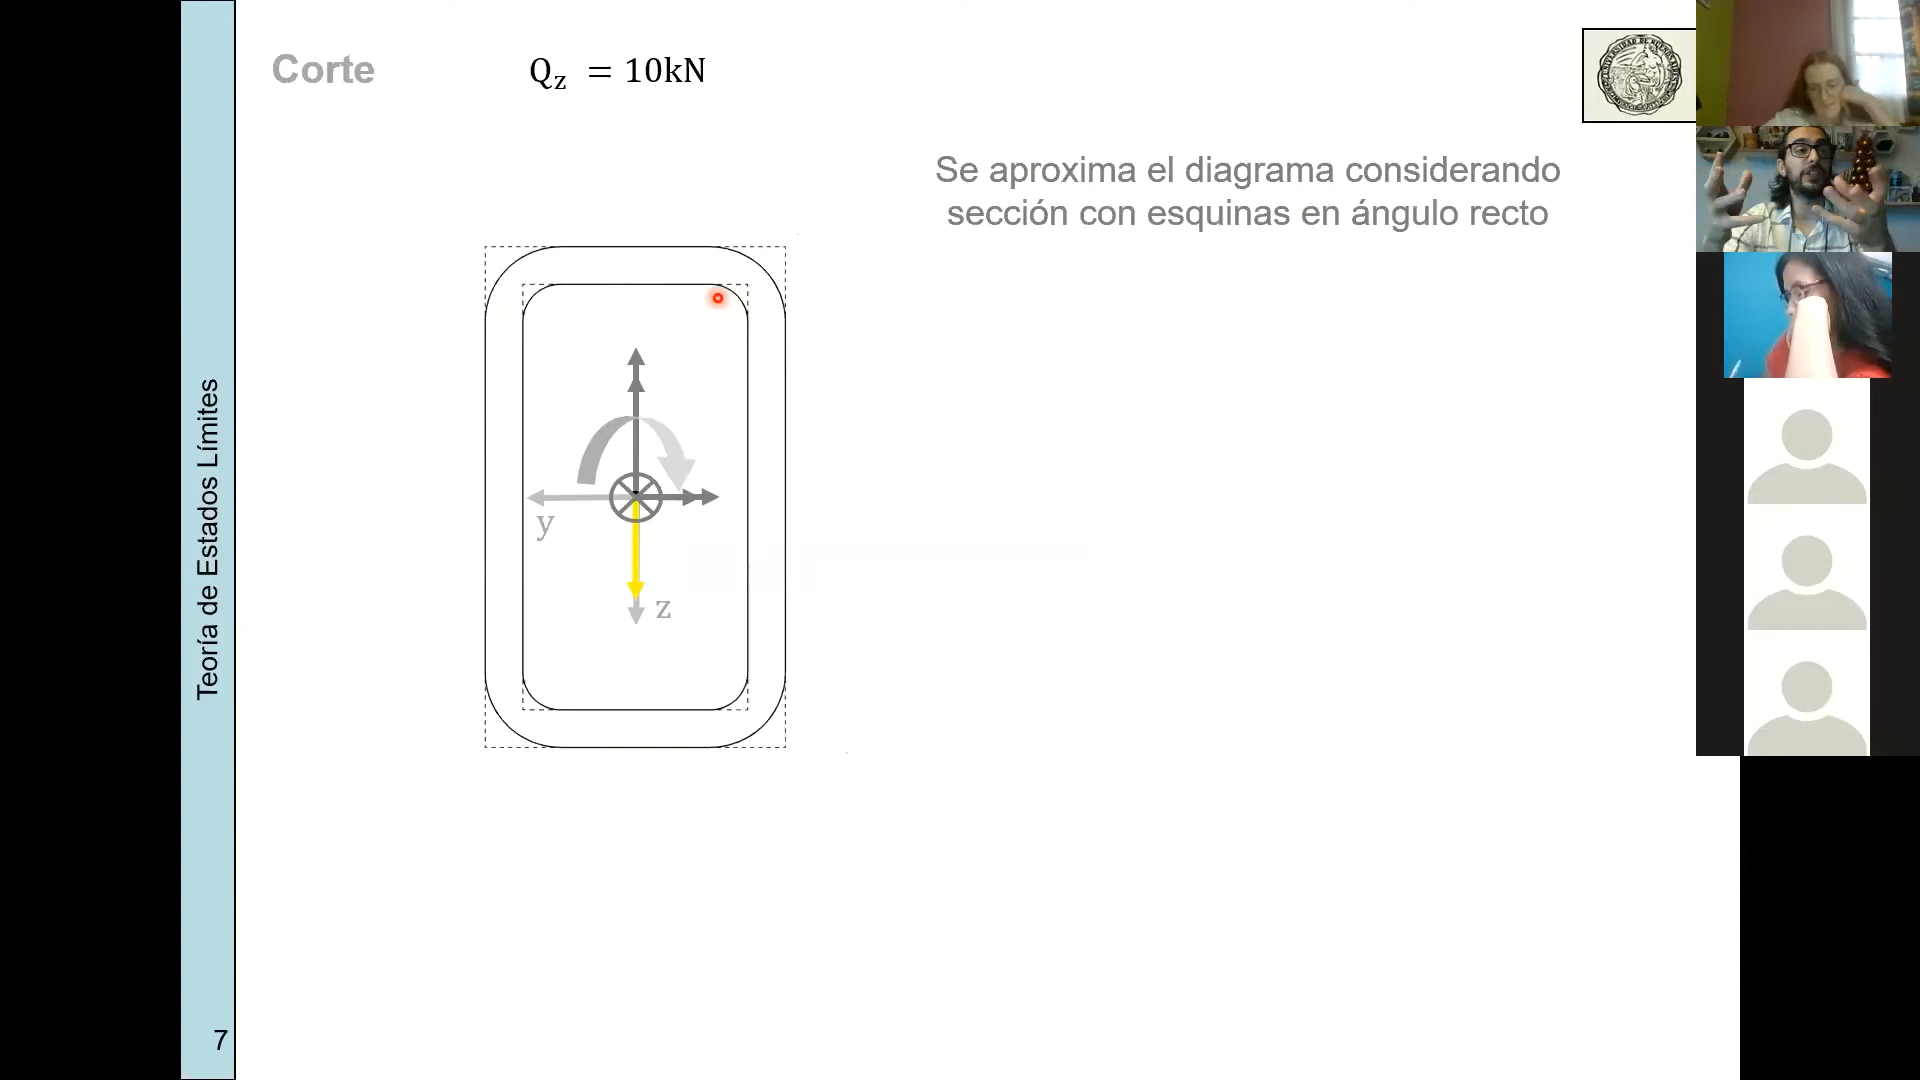 Corte
Q_z = 10kN
Se aproxima el diagrama considerando
sección con esquinas en ángulo recto
y
z
Teoría de Estados Límites
7